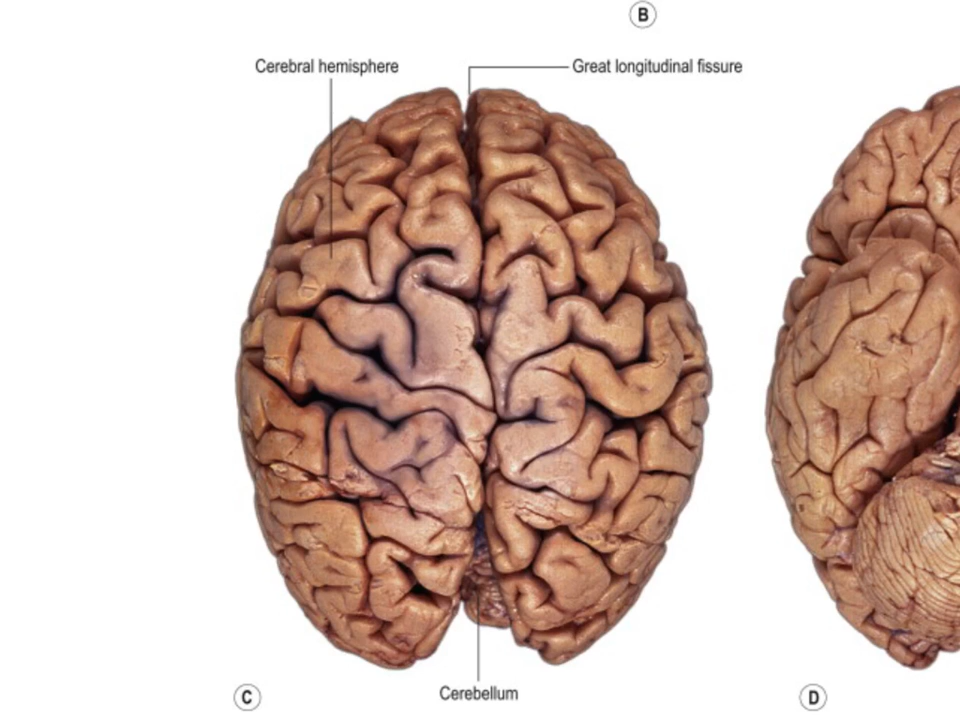 B
Cerebral hemisphere
Great longitudinal fissure
Cerebellum
C
D